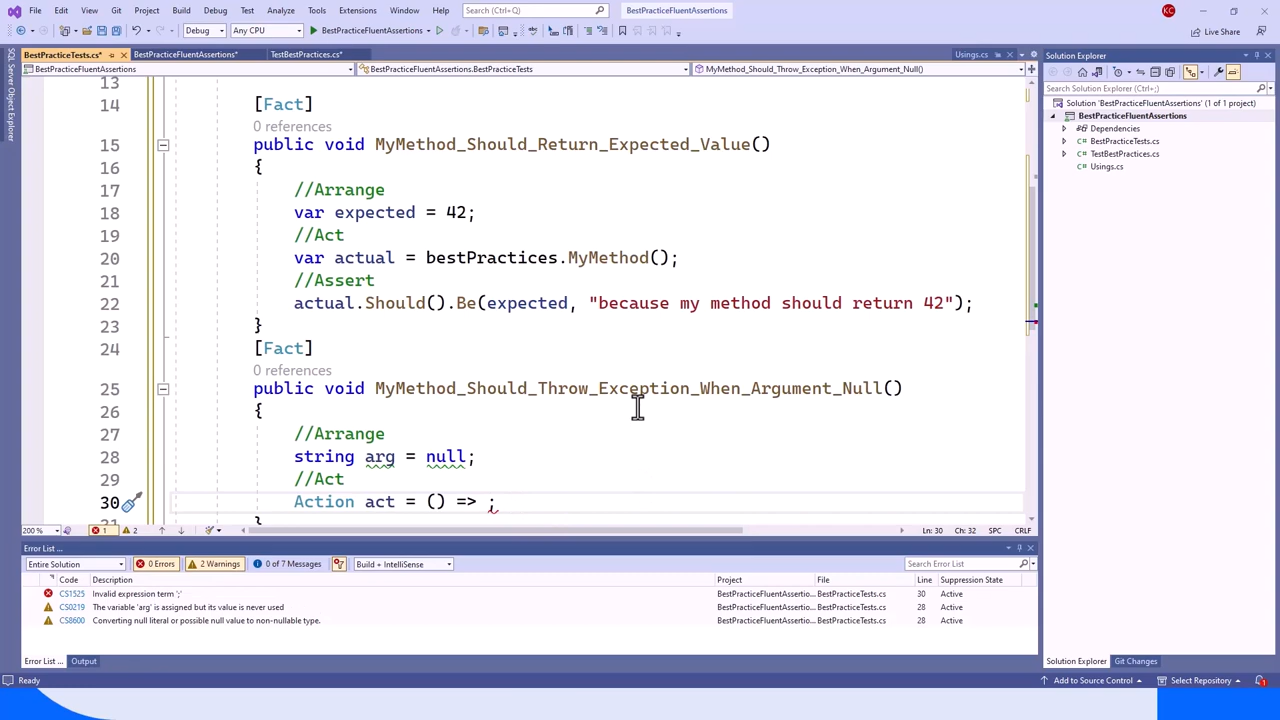 File Edit View Git Project Build Debug Test Analyze Tools Extensions Window Help Search (Ctrl+Q) BestPracticeFluentAssertions KC
Debug Any CPU BestPracticeFluentAssertions Live Share
BestPracticeTests.cs* BestPracticeFluentAssertions* TestBestPractices.cs* Usings.cs Solution Explorer
BestPracticeFluentAssertions BestPracticeFluentAssertions.BestPracticeTests MyMethod_Should_Throw_Exception_When_Argument_Null()
SQL Server Object Explorer
Search Solution Explorer (Ctrl+;)
Solution 'BestPracticeFluentAssertions' (1 of 1 project)
BestPracticeFluentAssertions
Dependencies
BestPracticeTests.cs
TestBestPractices.cs
Usings.cs
13
14 [Fact]
0 references
15 public void MyMethod_Should_Return_Expected_Value()
16 {
17 //Arrange
18 var expected = 42;
19 //Act
20 var actual = bestPractices.MyMethod();
21 //Assert
22 actual.Should().Be(expected, "because my method should return 42");
23 }
24 [Fact]
0 references
25 public void MyMethod_Should_Throw_Exception_When_Argument_Null()
26 {
27 //Arrange
28 string arg = null;
29 //Act
30 Action act = () => ;
31 }
200 % 1 2 Ln: 30 Ch: 32 SPC CRLF
Error List ...
Entire Solution 0 Errors 2 Warnings 0 of 7 Messages Build + IntelliSense Search Error List
Code Description Project File Line Suppression State
CS1525 Invalid expression term ';' BestPracticeFluentAssertio... BestPracticeTests.cs 30 Active
CS0219 The variable 'arg' is assigned but its value is never used BestPracticeFluentAssertio... BestPracticeTests.cs 28 Active
CS8600 Converting null literal or possible null value to non-nullable type. BestPracticeFluentAssertio... BestPracticeTests.cs 28 Active
Error List ... Output Solution Explorer Git Changes
Ready Add to Source Control Select Repository 1